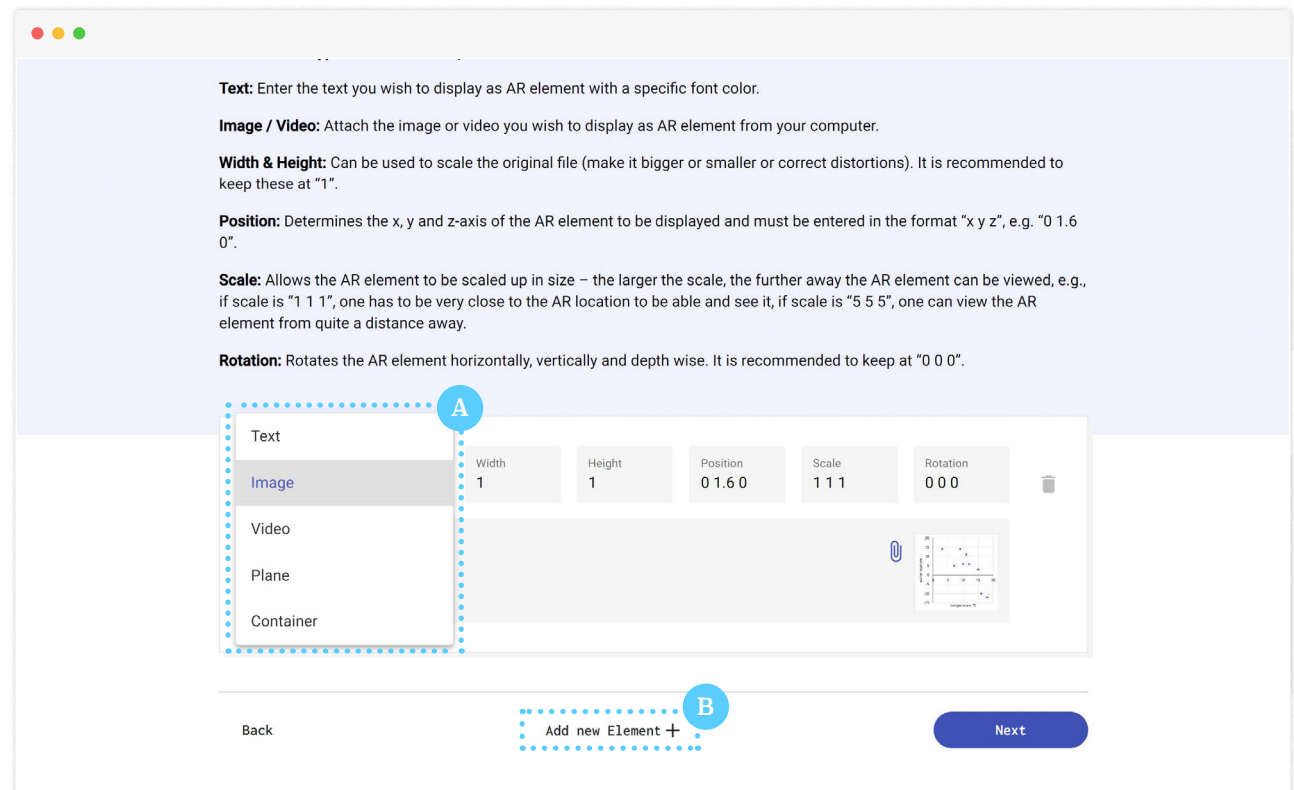 Text: Enter the text you wish to display as AR element with a specific font color.
Image / Video: Attach the image or video you wish to display as AR element from your computer.
Width & Height: Can be used to scale the original file (make it bigger or smaller or correct distortions). It is recommended to
keep these at “1”.
Position: Determines the x, y and z-axis of the AR element to be displayed and must be entered in the format “x y z”, e.g. “0 1.6
0”.
Scale: Allows the AR element to be scaled up in size – the larger the scale, the further away the AR element can be viewed, e.g.,
if scale is “1 1 1”, one has to be very close to the AR location to be able and see it, if scale is “5 5 5”, one can view the AR
element from quite a distance away.
Rotation: Rotates the AR element horizontally, vertically and depth wise. It is recommended to keep at “0 0 0”.
A
Text
Image
Video
Plane
Container
Width
1
Height
1
Position
0 1.6 0
Scale
1 1 1
Rotation
0 0 0
temperature °C
B
Back
Add new Element +
Next